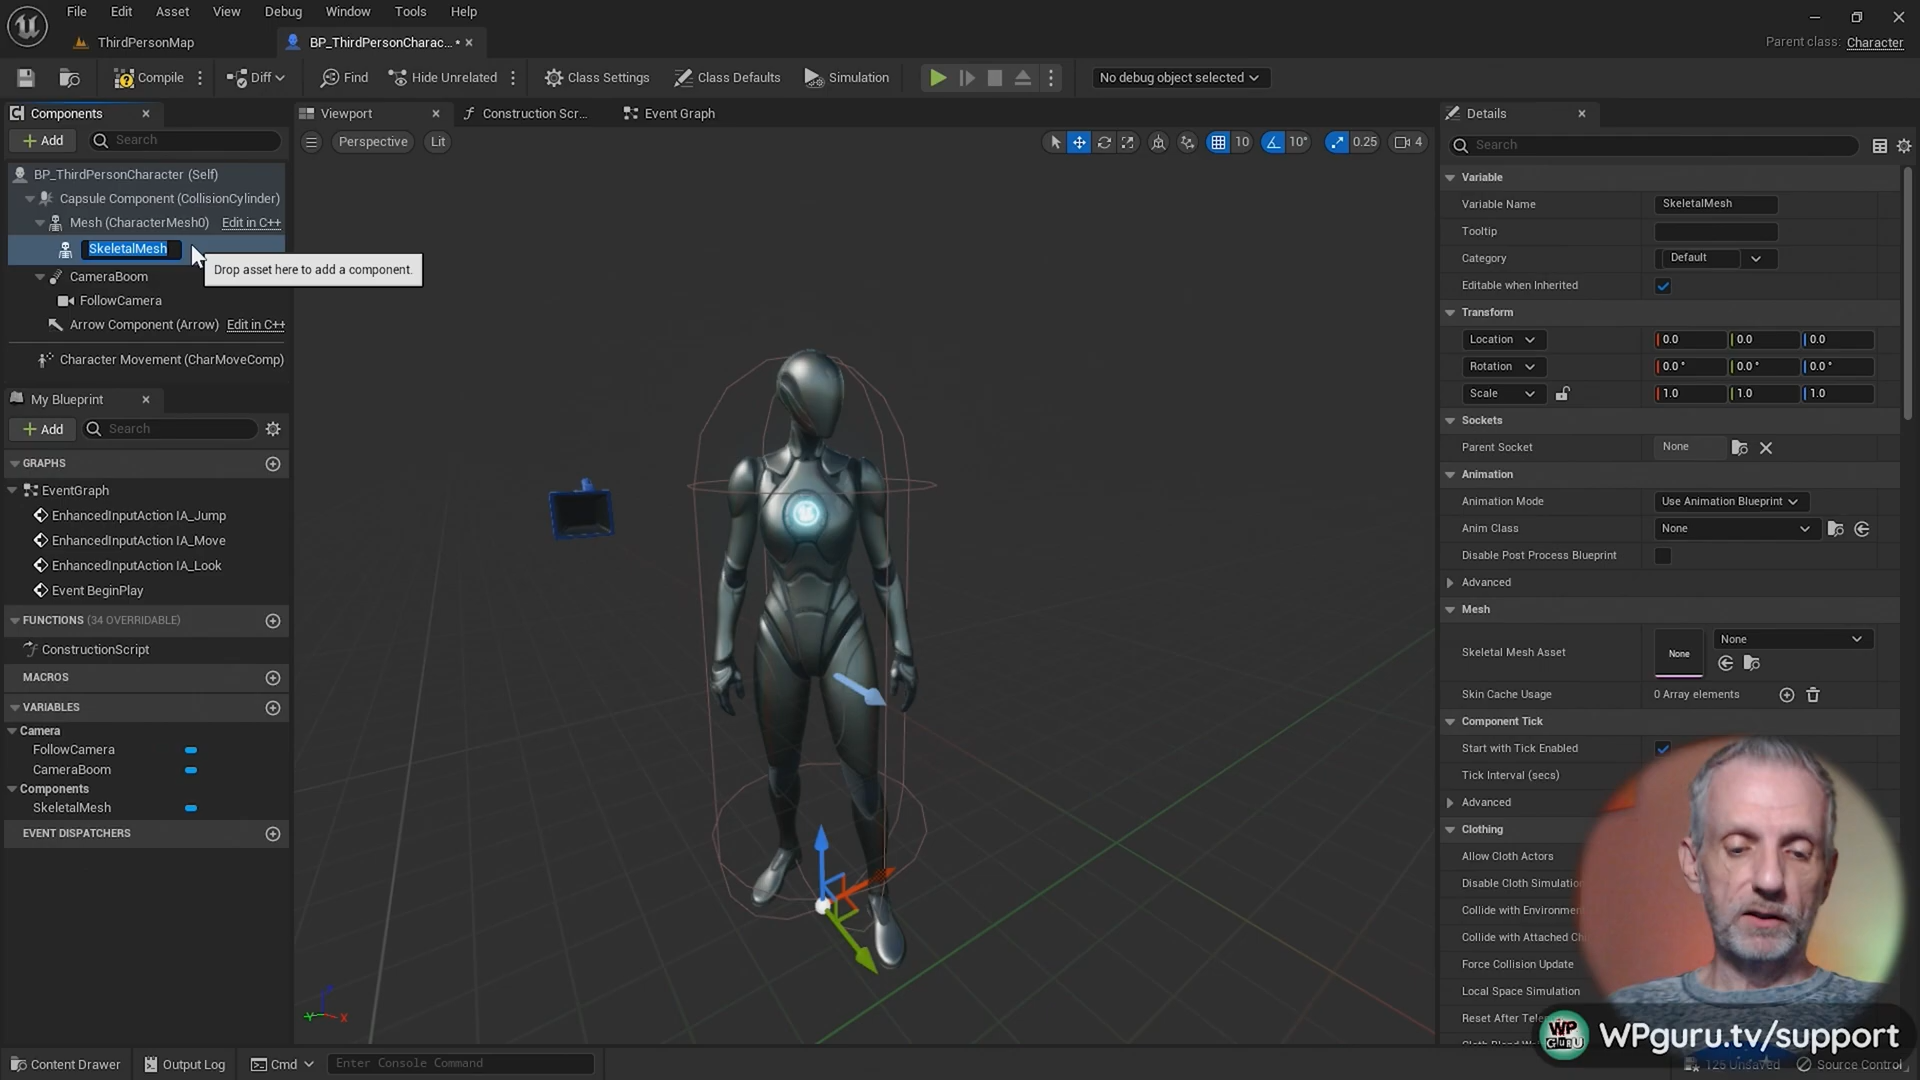 File Edit Asset View Debug Window Tools Help
ThirdPersonMap
BP_ThirdPersonCharac... *
Parent class: Character
Compile
Diff
Find
Hide Unrelated
Class Settings
Class Defaults
Simulation
No debug object selected
Components
Add
Search
BP_ThirdPersonCharacter (Self)
Capsule Component (CollisionCylinder)
Mesh (CharacterMesh0) Edit in C++
SkeletalMesh
Drop asset here to add a component.
CameraBoom
FollowCamera
Arrow Component (Arrow) Edit in C++
Character Movement (CharMoveComp)
My Blueprint
Add
Search
GRAPHS
EventGraph
EnhancedInputAction IA_Jump
EnhancedInputAction IA_Move
EnhancedInputAction IA_Look
Event BeginPlay
FUNCTIONS (34 OVERRIDABLE)
ConstructionScript
MACROS
VARIABLES
Camera
FollowCamera
CameraBoom
Components
SkeletalMesh
EVENT DISPATCHERS
Viewport
Construction Scr...
Event Graph
Perspective
Lit
10
10°
0.25
4
Details
Search
Variable
Variable Name SkeletalMesh
Tooltip
Category Default
Editable when Inherited
Transform
Location 0.0 0.0 0.0
Rotation 0.0 ° 0.0 ° 0.0 °
Scale 1.0 1.0 1.0
Sockets
Parent Socket None
Animation
Animation Mode Use Animation Blueprint
Anim Class None
Disable Post Process Blueprint
Advanced
Mesh
Skeletal Mesh Asset None None
Skin Cache Usage 0 Array elements
Component Tick
Start with Tick Enabled
Tick Interval (secs)
Advanced
Clothing
Allow Cloth Actors
Disable Cloth Simulation
Collide with Environmen
Collide with Attached Ch
Force Collision Update
Local Space Simulation
Reset After Tele
WP GURU WPguru.tv/support
Content Drawer
Output Log
Cmd
Enter Console Command
125 Unsaved
Source Control